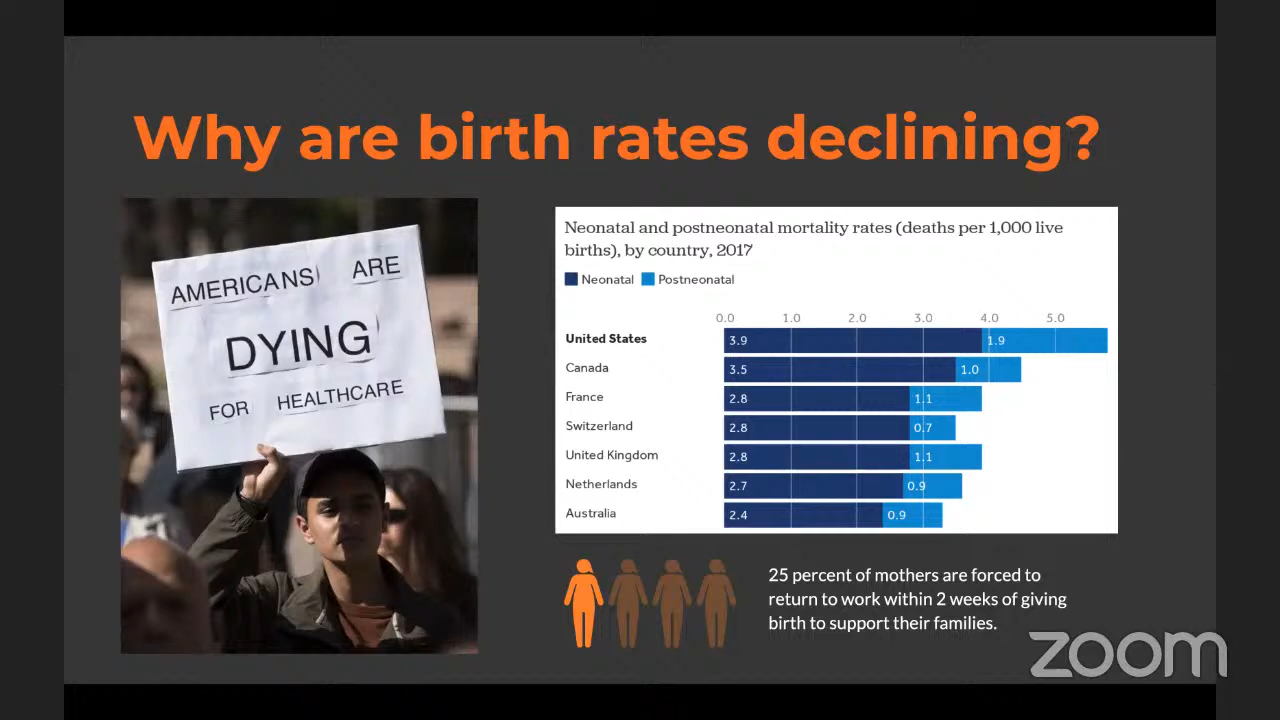 Why are birth rates declining?
AMERICANS ARE
DYING
FOR HEALTHCARE
Neonatal and postneonatal mortality rates (deaths per 1,000 live
births), by country, 2017
Neonatal Postneonatal
0.0 1.0 2.0 3.0 4.0 5.0
United States 3.9 1.9
Canada 3.5 1.0
France 2.8 1.1
Switzerland 2.8 0.7
United Kingdom 2.8 1.1
Netherlands 2.7 0.9
Australia 2.4 0.9
25 percent of mothers are forced to
return to work within 2 weeks of giving
birth to support their families.
zoom